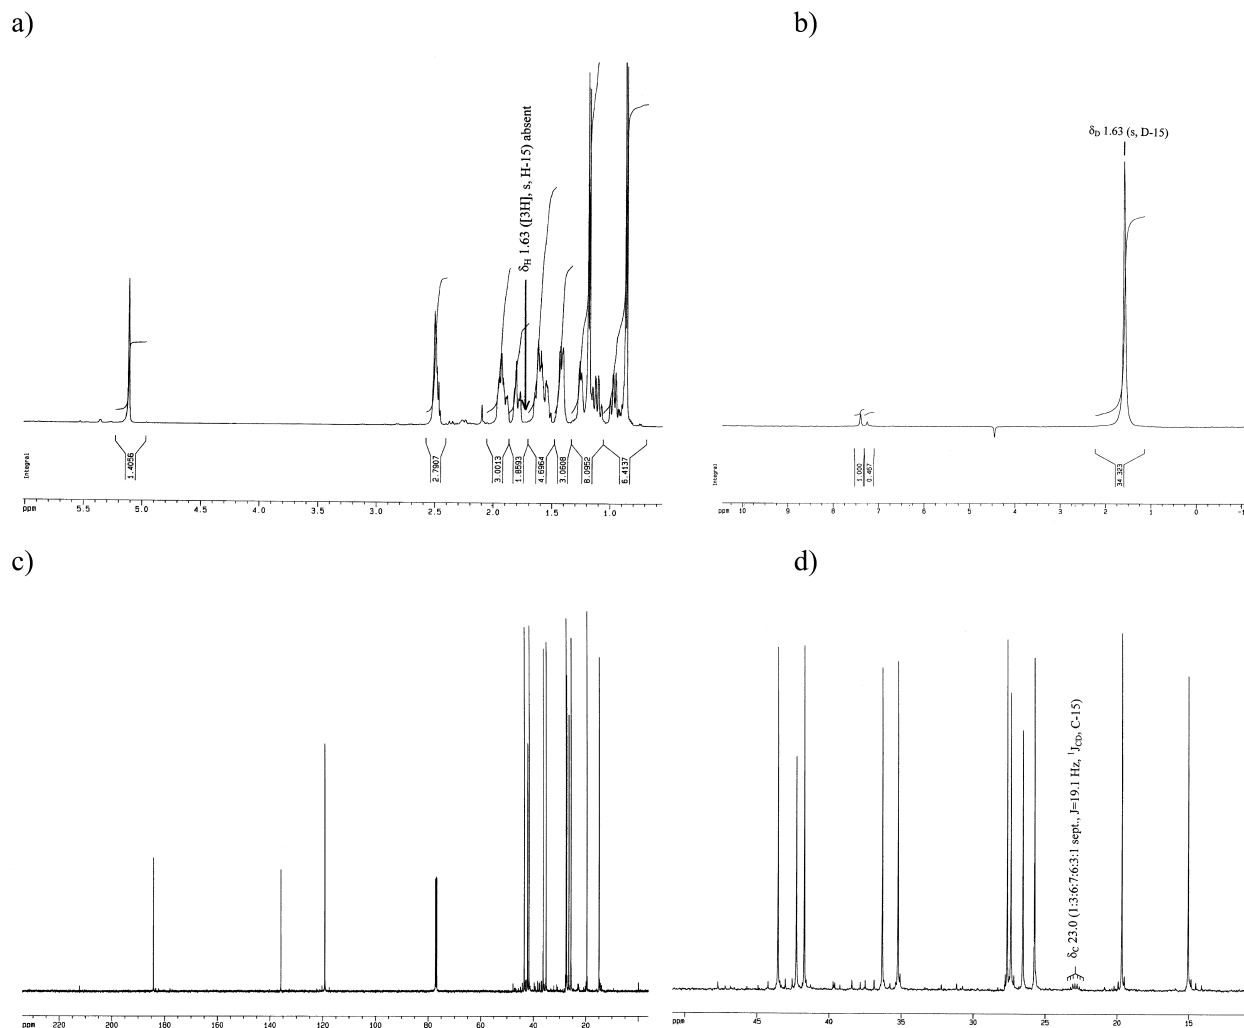 a)
b)
δH 1.63 ([3H], s, H-15) absent
δD 1.63 (s, D-15)
Integral
1.4056
2.7907
3.0013
1.8593
4.6964
3.0608
8.0952
6.4137
Integral
1.000
0.467
34.323
ppm 5.5 5.0 4.5 4.0 3.5 3.0 2.5 2.0 1.5 1.0
ppm 10 9 8 7 6 5 4 3 2 1 0 -1
c)
d)
δC 23.0 (1:3:6:7:6:3:1 sept., J=19.1 Hz, 1JCD, C-15)
ppm 220 200 180 160 140 120 100 80 60 40 20 0
ppm 45 40 35 30 25 20 15